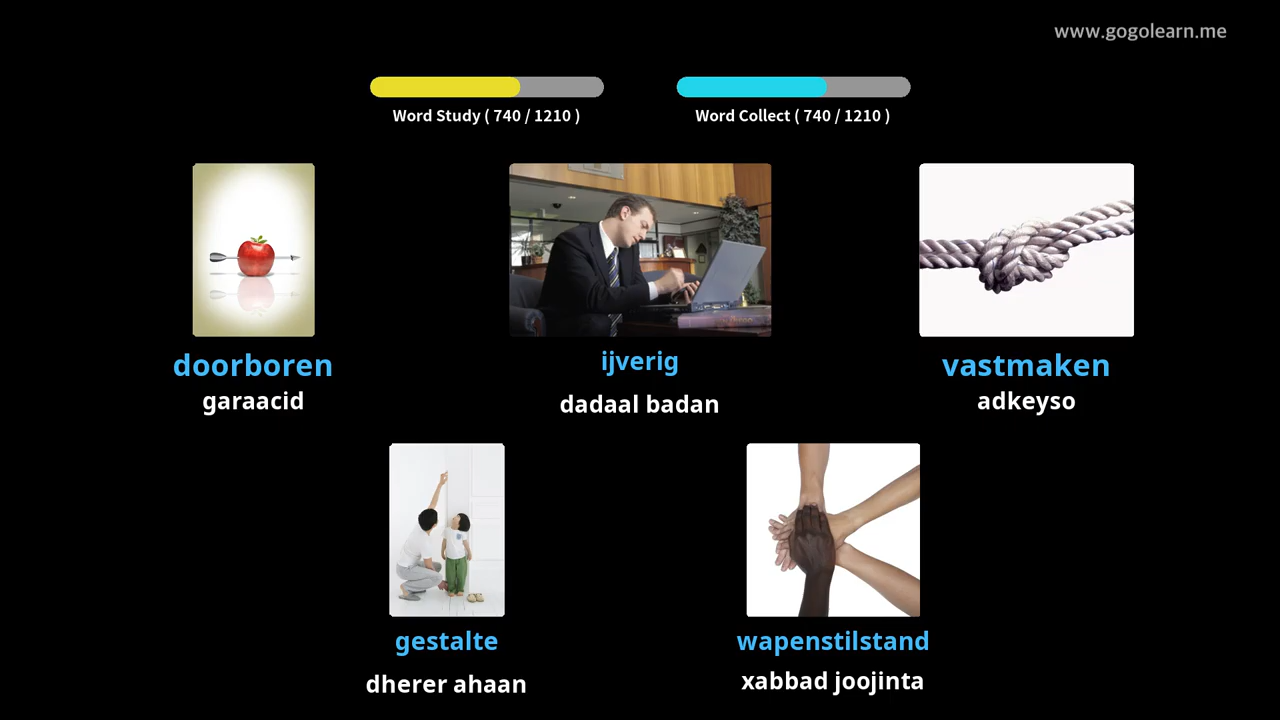 www.gogolearn.me
Word Study ( 740 / 1210 )
Word Collect ( 740 / 1210 )
doorboren
garaacid
ijverig
dadaal badan
vastmaken
adkeyso
gestalte
dherer ahaan
wapenstilstand
xabbad joojinta